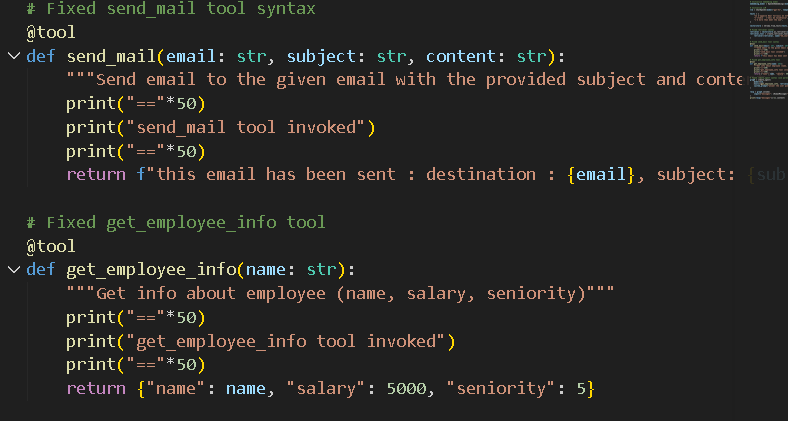 # Fixed send_mail tool syntax
@tool
def send_mail(email: str, subject: str, content: str):
"""Send email to the given email with the provided subject and conte
print("=="*50)
print("send_mail tool invoked")
print("=="*50)
return f"this email has been sent : destination : {email}, subject: {sub
# Fixed get_employee_info tool
@tool
def get_employee_info(name: str):
"""Get info about employee (name, salary, seniority)"""
print("=="*50)
print("get_employee_info tool invoked")
print("=="*50)
return {"name": name, "salary": 5000, "seniority": 5}